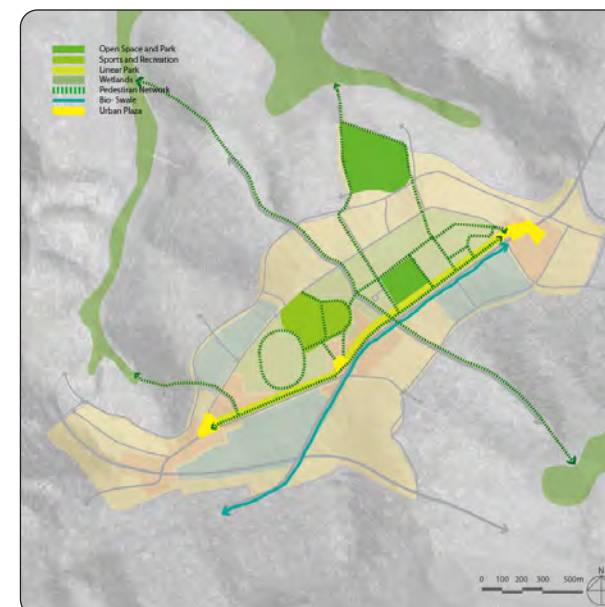 Open Space and Park
Sports and Recreation
Linear Park
Wetlands
Pedestiran Network
Bio- Swale
Urban Plaza
N
0 100 200 300 500m